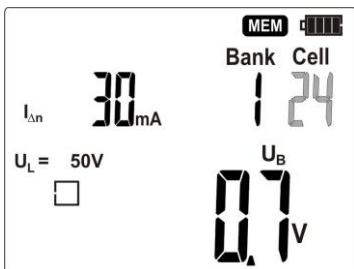 MEM
Bank Cell
IΔn 30mA 1 24
UL = 50V UB
0.7V